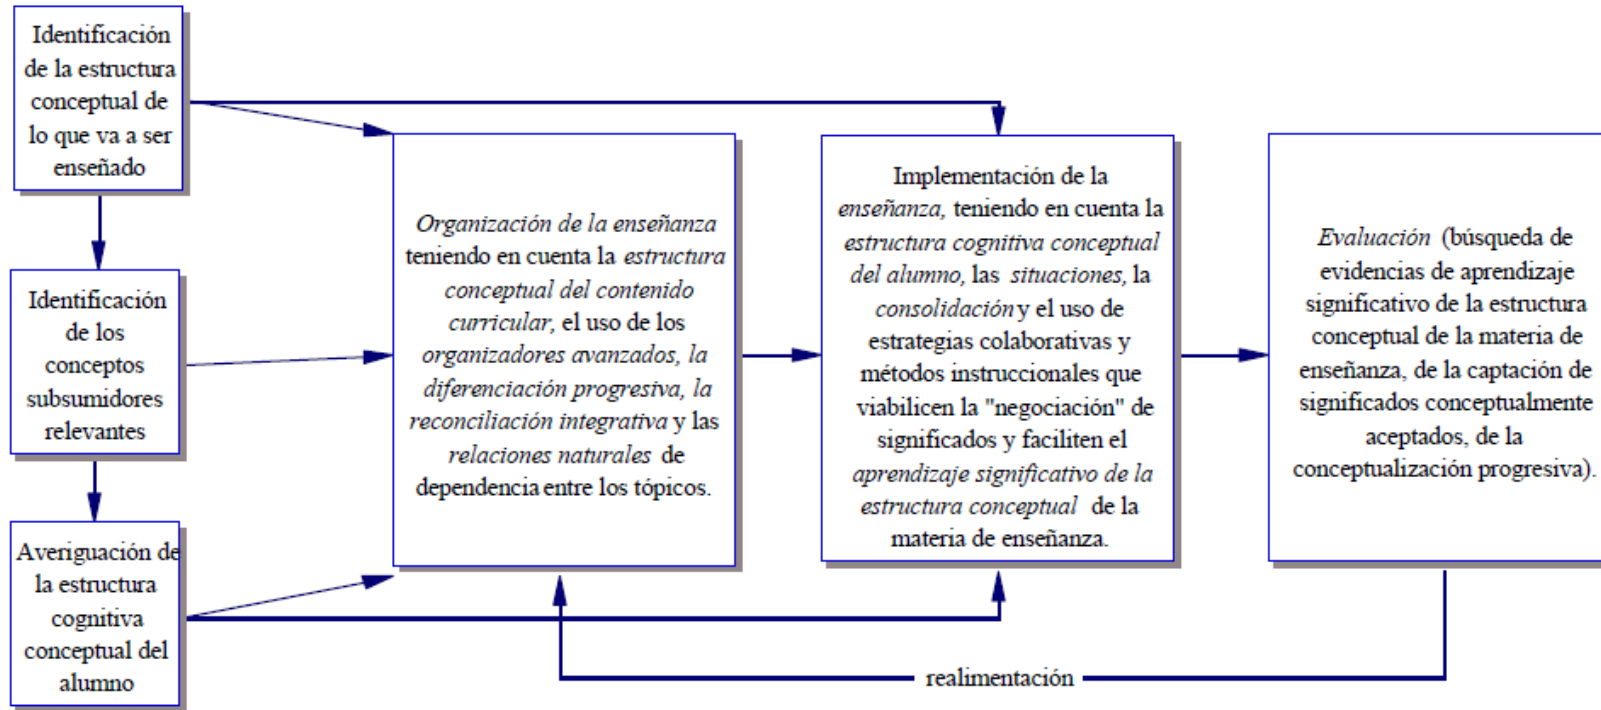 Identificación
de la estructura
conceptual de
lo que va a ser
enseñado
Identificación
de los
conceptos
subsumidores
relevantes
Averiguación de
la estructura
cognitiva
conceptual del
alumno
Organización de la enseñanza
teniendo en cuenta la estructura
conceptual del contenido
curricular, el uso de los
organizadores avanzados, la
diferenciación progresiva, la
reconciliación integrativa y las
relaciones naturales de
dependencia entre los tópicos.
Implementación de la
enseñanza, teniendo en cuenta la
estructura cognitiva conceptual
del alumno, las situaciones, la
consolidación y el uso de
estrategias colaborativas y
métodos instruccionales que
viabilicen la "negociación" de
significados y faciliten el
aprendizaje significativo de la
estructura conceptual de la
materia de enseñanza.
Evaluación (búsqueda de
evidencias de aprendizaje
significativo de la estructura
conceptual de la materia de
enseñanza, de la captación de
significados conceptualmente
aceptados, de la
conceptualización progresiva).
realimentación